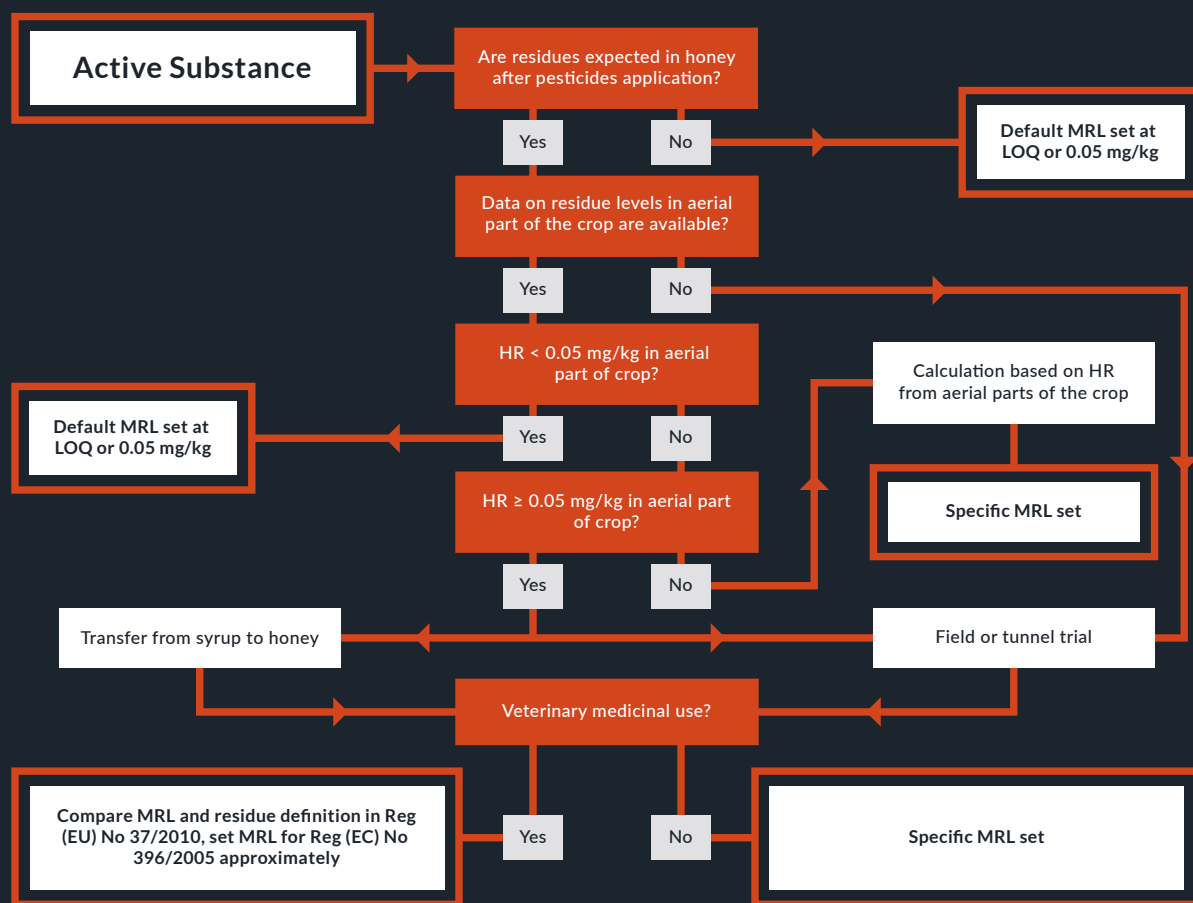 Active Substance
Are residues expected in honey
after pesticides application?
Yes
No
Default MRL set at
LOQ or 0.05 mg/kg
Data on residue levels in aerial
part of the crop are available?
Yes
No
HR < 0.05 mg/kg in aerial
part of crop?
Calculation based on HR
from aerial parts of the crop
Default MRL set at
LOQ or 0.05 mg/kg
Yes
No
HR ≥ 0.05 mg/kg in aerial part
of crop?
Specific MRL set
Yes
No
Transfer from syrup to honey
Field or tunnel trial
Veterinary medicinal use?
Compare MRL and residue definition in Reg
(EU) No 37/2010, set MRL for Reg (EC) No
396/2005 approximately
Yes
No
Specific MRL set